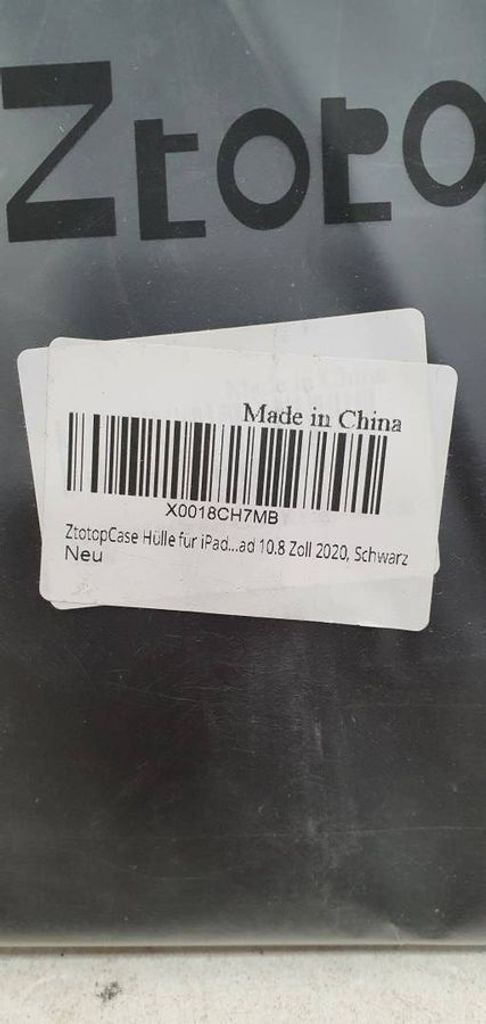 Ztoto
Made in China
X0018CH7MB
ZtotopCase Hülle für iPad...ad 10.8 Zoll 2020, Schwarz
Neu